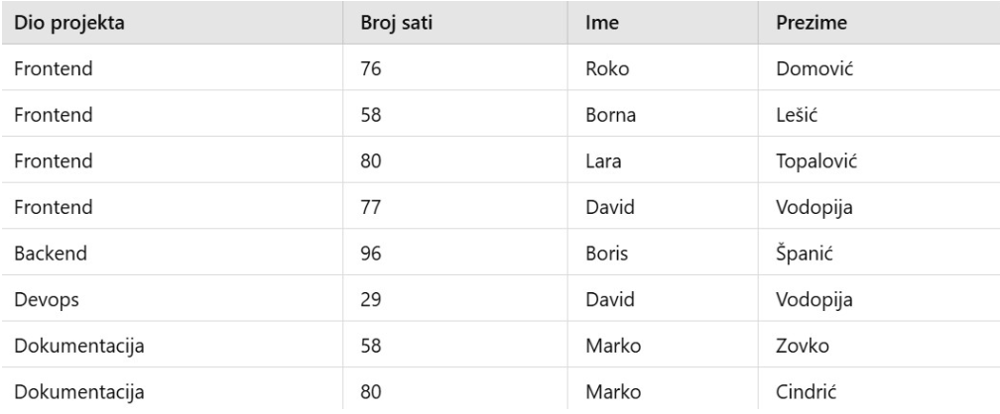 Dio projekta Broj sati Ime Prezime
Frontend 76 Roko Domović
Frontend 58 Borna Lešić
Frontend 80 Lara Topalović
Frontend 77 David Vodopija
Backend 96 Boris Španić
Devops 29 David Vodopija
Dokumentacija 58 Marko Zovko
Dokumentacija 80 Marko Cindrić